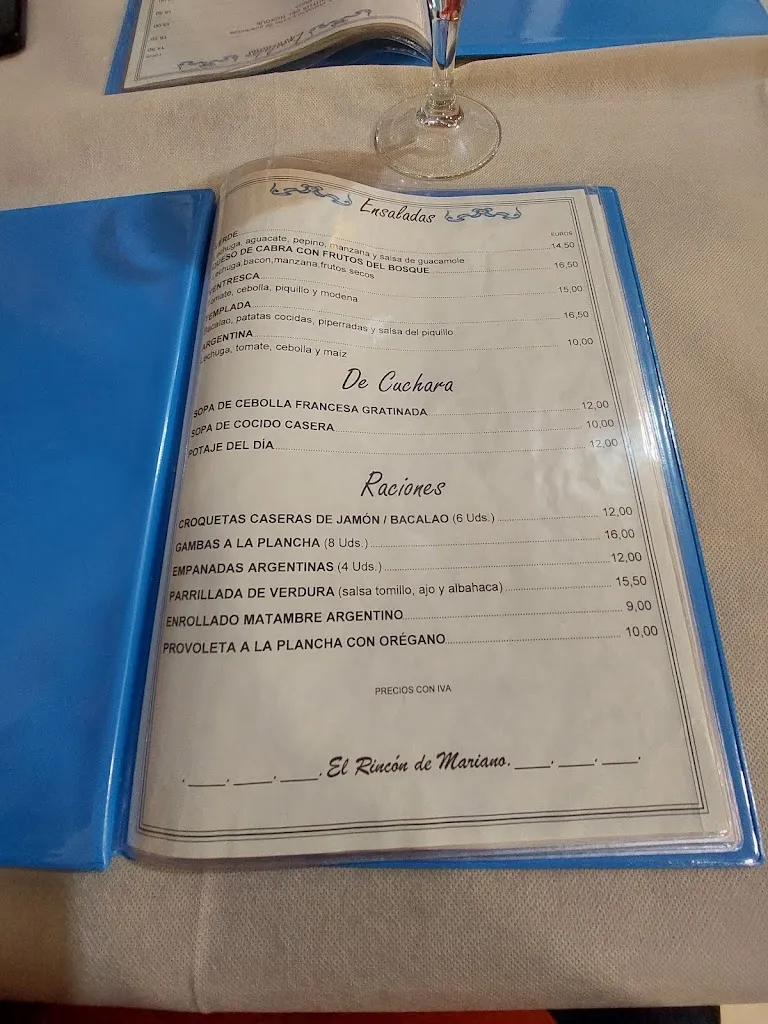 Ensaladas
EUROS
VERDE 14,50
Lechuga, aguacate, pepino, manzana y salsa de guacamole
QUESO DE CABRA CON FRUTOS DEL BOSQUE 16,50
Lechuga,bacon,manzana,frutos secos
VENTRESCA 15,00
Tomate, cebolla, piquillo y modena
TEMPLADA 16,50
Bacalao, patatas cocidas, piperradas y salsa del piquillo
ARGENTINA 10,00
Lechuga, tomate, cebolla y maiz
De Cuchara
SOPA DE CEBOLLA FRANCESA GRATINADA 12,00
SOPA DE COCIDO CASERA 10,00
POTAJE DEL DÍA 12,00
Raciones
CROQUETAS CASERAS DE JAMÓN / BACALAO (6 Uds.) 12,00
GAMBAS A LA PLANCHA (8 Uds.) 16,00
EMPANADAS ARGENTINAS (4 Uds.) 12,00
PARRILLADA DE VERDURA (salsa tomillo, ajo y albahaca) 15,50
ENROLLADO MATAMBRE ARGENTINO 9,00
PROVOLETA A LA PLANCHA CON ORÉGANO 10,00
PRECIOS CON IVA
El Rincón de Mariano.